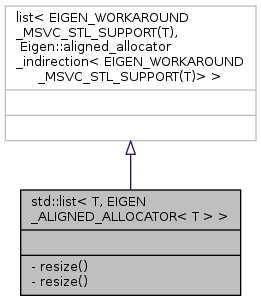 list< EIGEN_WORKAROUND
_MSVC_STL_SUPPORT(T),
Eigen::aligned_allocator
_indirection< EIGEN_WORKAROUND
_MSVC_STL_SUPPORT(T)> >
std::list< T, EIGEN
_ALIGNED_ALLOCATOR< T > >
- resize()
- resize()